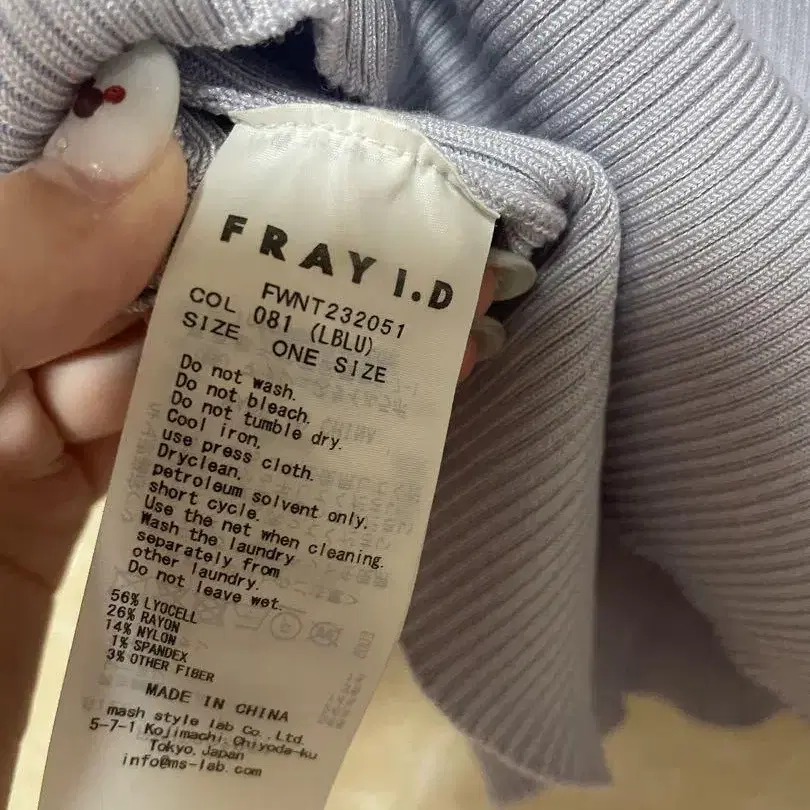 FRAY I.D
FWNT232051
COL 081 (LBLU)
SIZE ONE SIZE
Do not wash.
Do not bleach.
Do not tumble dry.
Cool iron,
use press cloth.
Dryclean,
petroleum solvent only,
short cycle.
Use the net when cleaning.
Wash the laundry
separately from
other laundry.
Do not leave wet.
56% LYOCELL
26% RAYON
14% NYLON
1% SPANDEX
3% OTHER FIBER
MADE IN CHINA
mash style lab Co.,Ltd.
5-7-1 Kojimachi,Chiyoda-ku
Tokyo,Japan
info@ms-lab.com